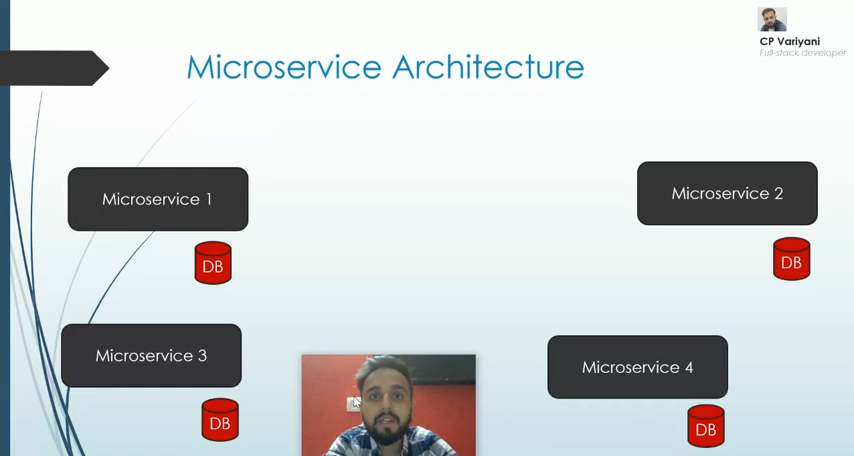 CP Variyani
Full-stack developer
Microservice Architecture
Microservice 1
DB
Microservice 2
DB
Microservice 3
DB
Microservice 4
DB